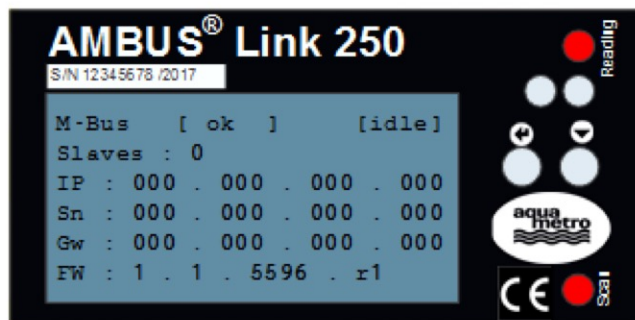 AMBUS® Link 250
S/N 12345678 /2017
M-Bus [ ok ] [idle]
Slaves : 0
IP : 000 . 000 . 000 . 000
Sn : 000 . 000 . 000 . 000
Gw : 000 . 000 . 000 . 000
FW : 1 . 1 . 5596 . r1
Reading
aqua
metro
CE
Scan